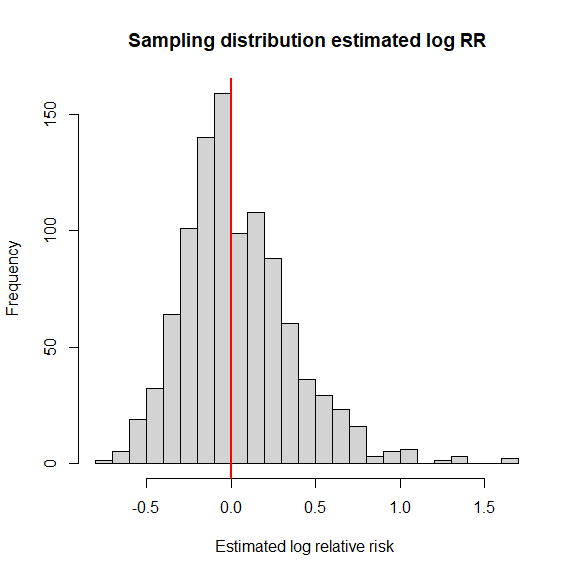 Sampling distribution estimated log RR
Frequency
150
100
50
0
-0.5 0.0 0.5 1.0 1.5
Estimated log relative risk